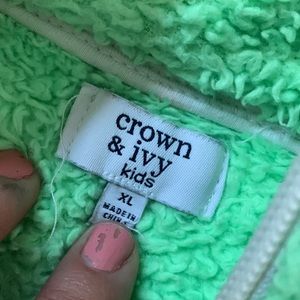 crown
& ivy
kids
XL
MADE IN
CHINA